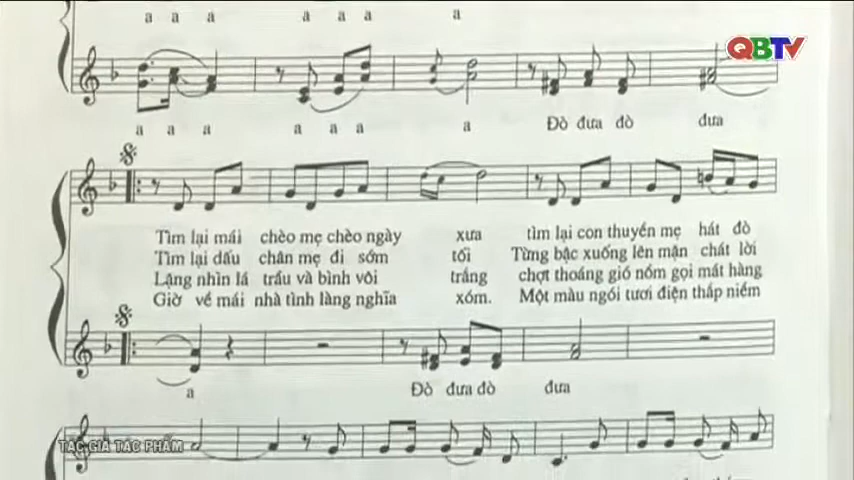 a a a a a a a
QBTV
a a a a a a a Đò đưa đò đưa
Tìm lại mái chèo mẹ chèo ngày xưa tìm lại con thuyền mẹ hát đò
Tìm lại dấu chân mẹ đi sớm tối Từng bậc xuống lên mặn chát lời
Lặng nhìn lá trầu và bình vôi trắng chợt thoáng gió nồm gọi mát hàng
Giờ về mái nhà tình làng nghĩa xóm. Một màu ngói tươi điện thắp niềm
a Đò đưa đò đưa
TÁC GIẢ TÁC PHẨM